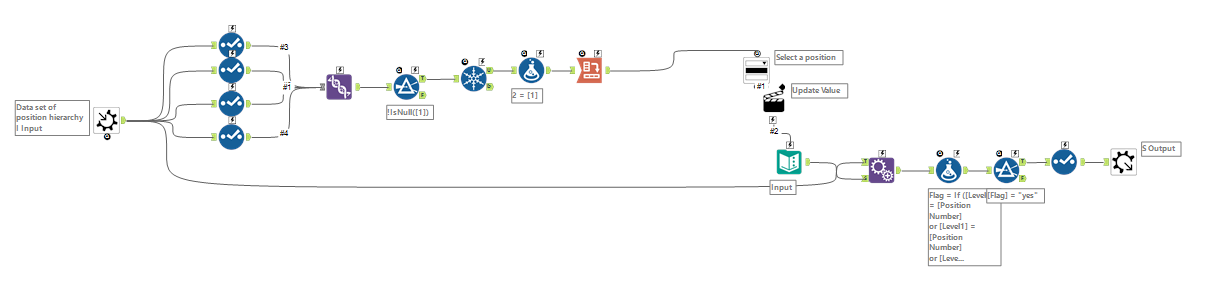 #3
Select a position
#1
#1
Update Value
T
F
U
D
2 = [1]
Data set of
position hierarchy
I Input
!IsNull([1])
#4
#2
S Output
T
S
T
F
Input
Flag = If ([Level
= [Position
Number]
or [Level1] =
[Position
Number]
or [Leve...
[Flag] = "yes"